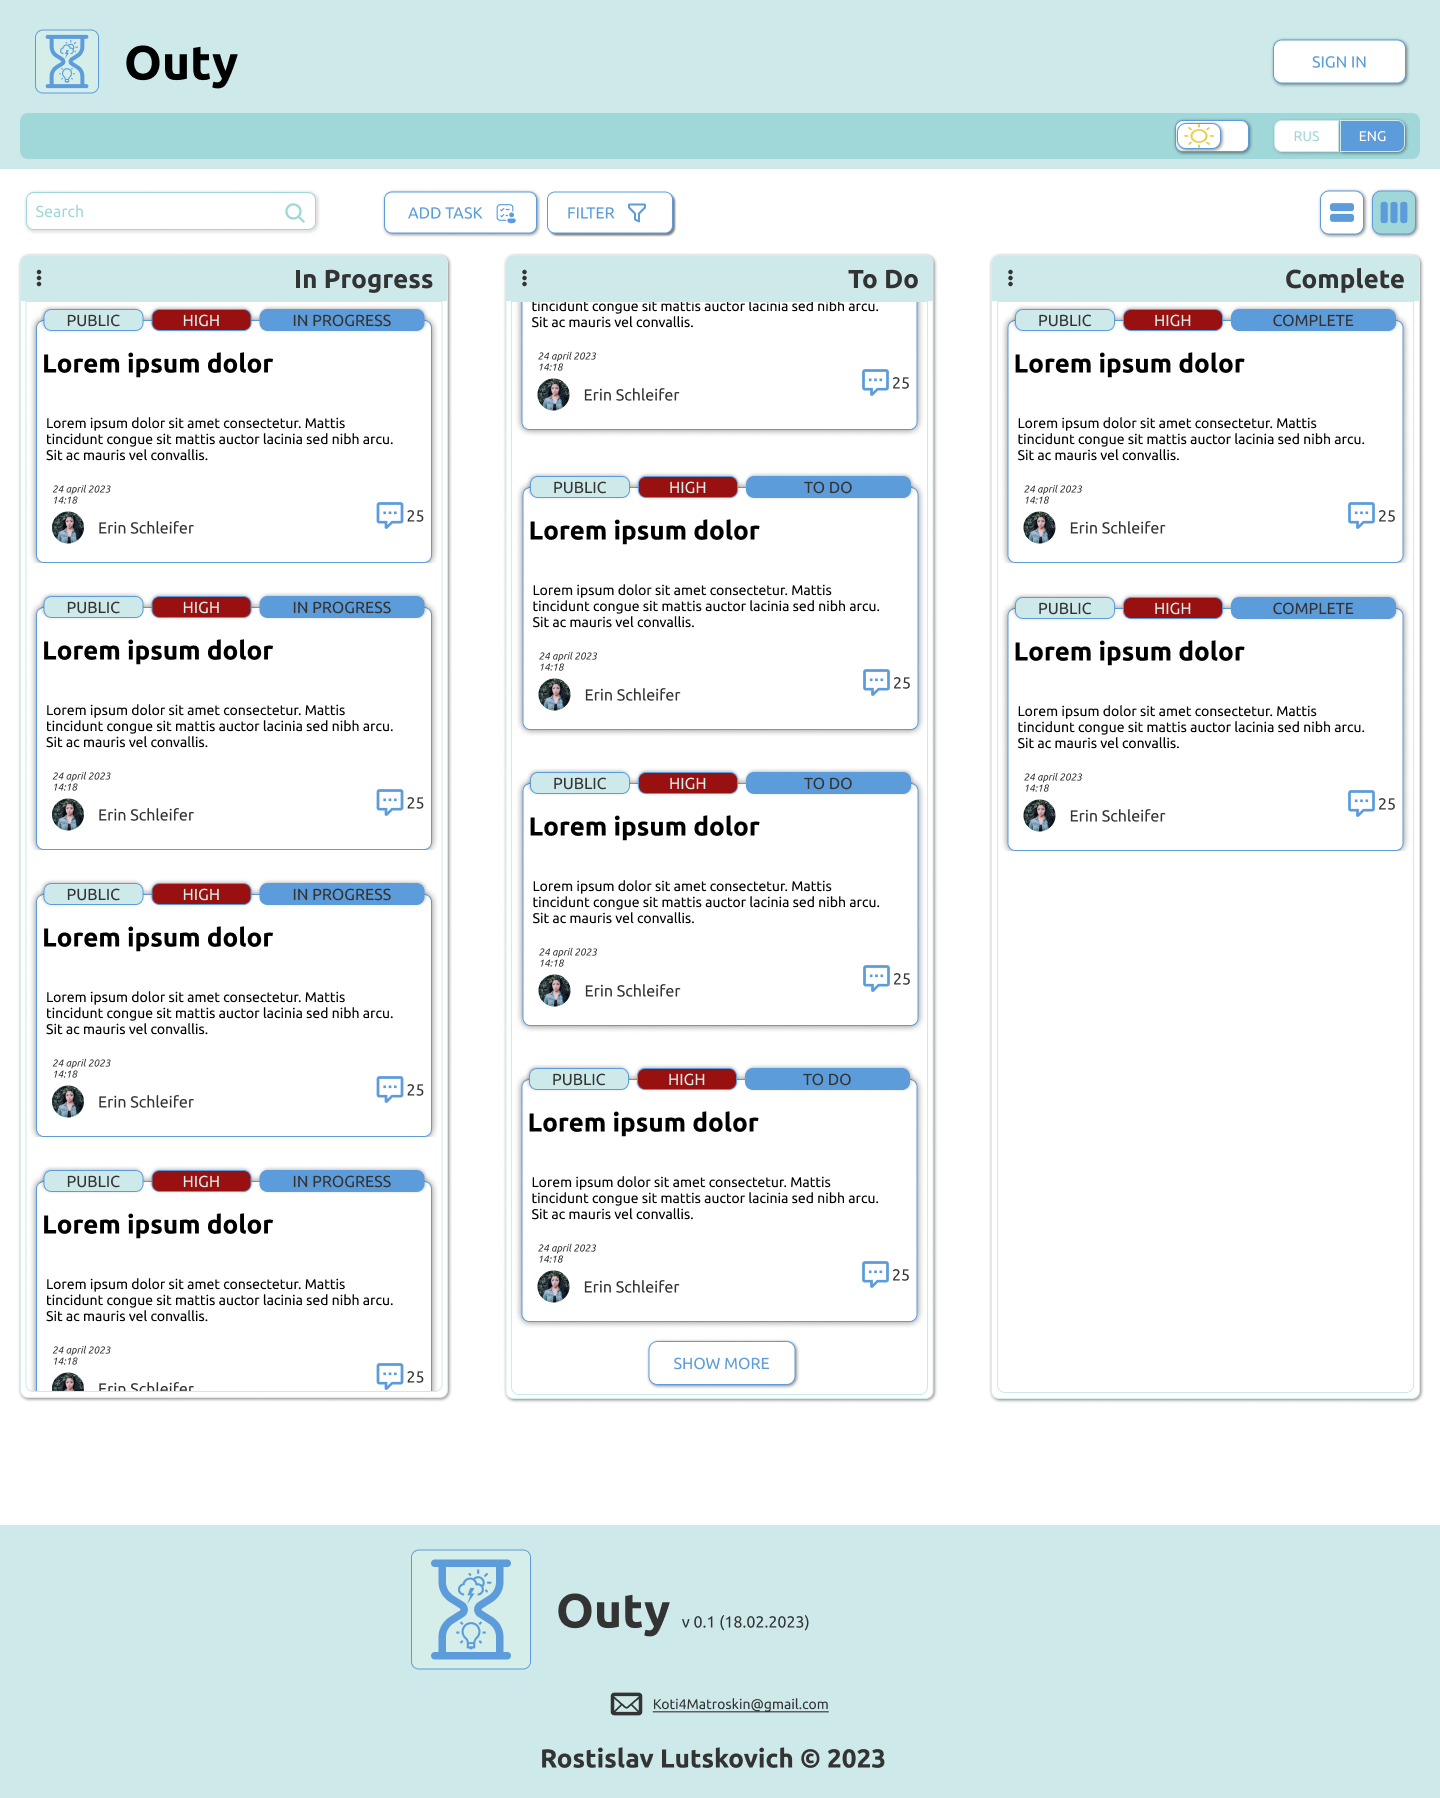 Outy
SIGN IN
RUS
ENG
Search
ADD TASK
FILTER
In Progress
PUBLIC
HIGH
IN PROGRESS
Lorem ipsum dolor
Lorem ipsum dolor sit amet consectetur. Mattis
tincidunt congue sit mattis auctor lacinia sed nibh arcu.
Sit ac mauris vel convallis.
24 april 2023
14:18
Erin Schleifer
25
PUBLIC
HIGH
IN PROGRESS
Lorem ipsum dolor
Lorem ipsum dolor sit amet consectetur. Mattis
tincidunt congue sit mattis auctor lacinia sed nibh arcu.
Sit ac mauris vel convallis.
24 april 2023
14:18
Erin Schleifer
25
PUBLIC
HIGH
IN PROGRESS
Lorem ipsum dolor
Lorem ipsum dolor sit amet consectetur. Mattis
tincidunt congue sit mattis auctor lacinia sed nibh arcu.
Sit ac mauris vel convallis.
24 april 2023
14:18
Erin Schleifer
25
PUBLIC
HIGH
IN PROGRESS
Lorem ipsum dolor
Lorem ipsum dolor sit amet consectetur. Mattis
tincidunt congue sit mattis auctor lacinia sed nibh arcu.
Sit ac mauris vel convallis.
24 april 2023
14:18
Erin Schleifer
25
To Do
tincidunt congue sit mattis auctor lacinia sed nibh arcu.
Sit ac mauris vel convallis.
24 april 2023
14:18
Erin Schleifer
25
PUBLIC
HIGH
TO DO
Lorem ipsum dolor
Lorem ipsum dolor sit amet consectetur. Mattis
tincidunt congue sit mattis auctor lacinia sed nibh arcu.
Sit ac mauris vel convallis.
24 april 2023
14:18
Erin Schleifer
25
PUBLIC
HIGH
TO DO
Lorem ipsum dolor
Lorem ipsum dolor sit amet consectetur. Mattis
tincidunt congue sit mattis auctor lacinia sed nibh arcu.
Sit ac mauris vel convallis.
24 april 2023
14:18
Erin Schleifer
25
PUBLIC
HIGH
TO DO
Lorem ipsum dolor
Lorem ipsum dolor sit amet consectetur. Mattis
tincidunt congue sit mattis auctor lacinia sed nibh arcu.
Sit ac mauris vel convallis.
24 april 2023
14:18
Erin Schleifer
25
SHOW MORE
Complete
PUBLIC
HIGH
COMPLETE
Lorem ipsum dolor
Lorem ipsum dolor sit amet consectetur. Mattis
tincidunt congue sit mattis auctor lacinia sed nibh arcu.
Sit ac mauris vel convallis.
24 april 2023
14:18
Erin Schleifer
25
PUBLIC
HIGH
COMPLETE
Lorem ipsum dolor
Lorem ipsum dolor sit amet consectetur. Mattis
tincidunt congue sit mattis auctor lacinia sed nibh arcu.
Sit ac mauris vel convallis.
24 april 2023
14:18
Erin Schleifer
25
Outy v 0.1 (18.02.2023)
Koti4Matroskin@gmail.com
Rostislav Lutskovich © 2023